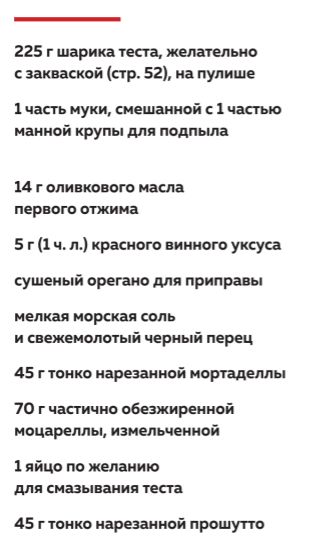 225 г шарика теста, желательно
с закваской (стр. 52), на пулише
1 часть муки, смешанной с 1 частью
манной крупы для подпыла
14 г оливкового масла
первого отжима
5 г (1 ч. л.) красного винного уксуса
сушеный орегано для приправы
мелкая морская соль
и свежемолотый черный перец
45 г тонко нарезанной мортаделлы
70 г частично обезжиренной
моцареллы, измельченной
1 яйцо по желанию
для смазывания теста
45 г тонко нарезанной прошутто